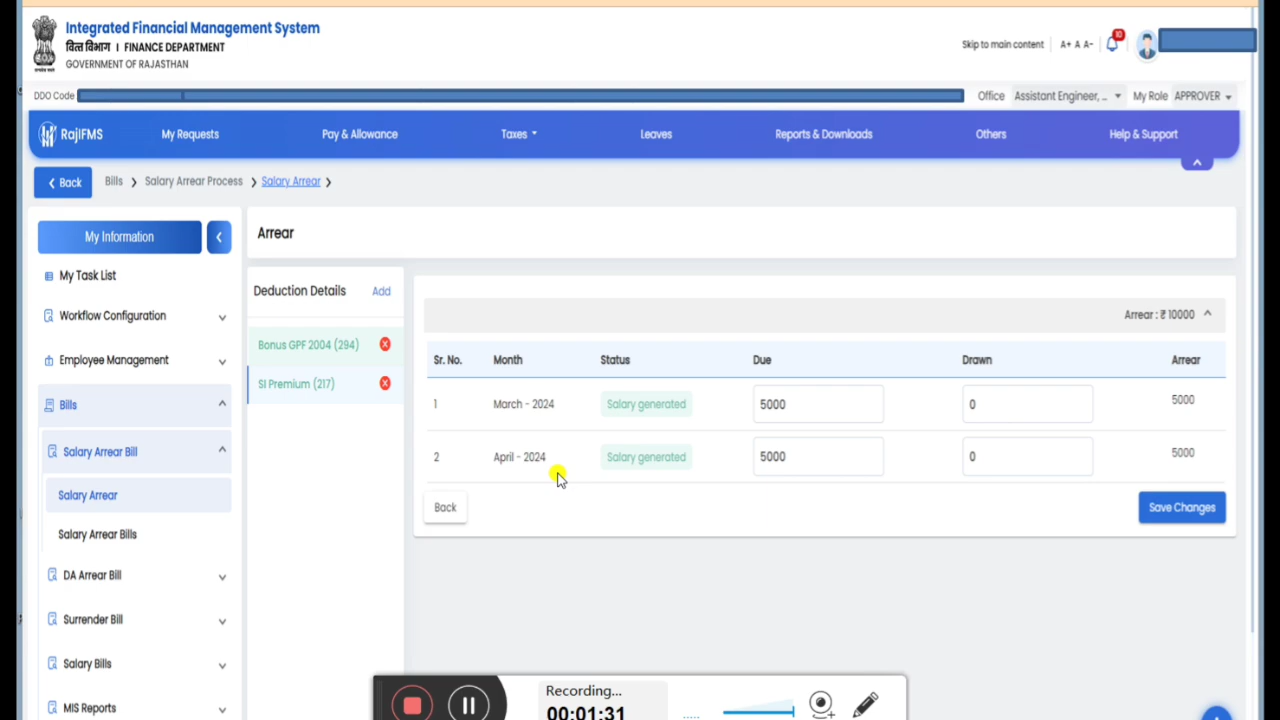 Integrated Financial Management System
वित्त विभाग I FINANCE DEPARTMENT
GOVERNMENT OF RAJASTHAN
Skip to main content A+ A A- 10
DDO Code Office Assistant Engineer, ... My Role APPROVER
RajIFMS My Requests Pay & Allowance Taxes Leaves Reports & Downloads Others Help & Support
Back Bills Salary Arrear Process Salary Arrear
My Information
My Task List
Workflow Configuration
Employee Management
Bills
Salary Arrear Bill
Salary Arrear
Salary Arrear Bills
DA Arrear Bill
Surrender Bill
Salary Bills
MIS Reports
Arrear
Deduction Details Add
Bonus GPF 2004 (294)
SI Premium (217)
Arrear : ₹ 10000
Sr. No. Month Status Due Drawn Arrear
1 March - 2024 Salary generated 5000 0 5000
2 April - 2024 Salary generated 5000 0 5000
Back Save Changes
Recording...
00:01:31